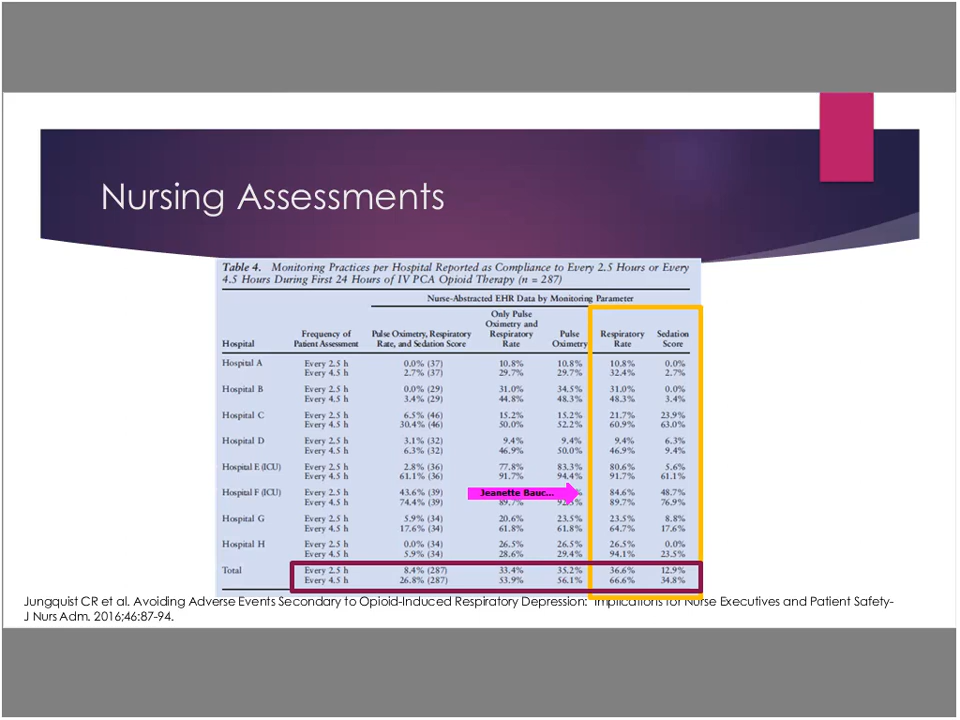 Nursing Assessments
Table 4. Monitoring Practices per Hospital Reported as Compliance to Every 2.5 Hours or Every
4.5 Hours During First 24 Hours of IV PCA Opioid Therapy (n = 287)
Nurse-Abstracted EHR Data by Monitoring Parameter
Only Pulse
Oximetry and
Frequency of Pulse Oximetry, Respiratory Respiratory Pulse Respiratory Sedation
Hospital Patient Assessment Rate, and Sedation Score Rate Oximetry Rate Score
Hospital A Every 2.5 h 0.0% (37) 10.8% 10.8% 10.8% 0.0%
Every 4.5 h 2.7% (37) 29.7% 29.7% 32.4% 2.7%
Hospital B Every 2.5 h 0.0% (29) 31.0% 34.5% 31.0% 0.0%
Every 4.5 h 3.4% (29) 44.8% 48.3% 48.3% 3.4%
Hospital C Every 2.5 h 6.5% (46) 15.2% 15.2% 21.7% 23.9%
Every 4.5 h 30.4% (46) 50.0% 52.2% 60.9% 63.0%
Hospital D Every 2.5 h 3.1% (32) 9.4% 9.4% 9.4% 6.3%
Every 4.5 h 6.3% (32) 46.9% 50.0% 46.9% 9.4%
Hospital E (ICU) Every 2.5 h 2.8% (36) 77.8% 83.3% 80.6% 5.6%
Every 4.5 h 61.1% (36) 91.7% 94.4% 91.7% 61.1%
Hospital F (ICU) Every 2.5 h 43.6% (39) Jeanette Bauc... % 84.6% 48.7%
Every 4.5 h 74.4% (39) 89.7% 89.7% 76.9%
Hospital G Every 2.5 h 5.9% (34) 20.6% 23.5% 23.5% 8.8%
Every 4.5 h 17.6% (34) 61.8% 61.8% 64.7% 17.6%
Hospital H Every 2.5 h 0.0% (34) 26.5% 26.5% 26.5% 0.0%
Every 4.5 h 5.9% (34) 28.6% 29.4% 94.1% 23.5%
Total Every 2.5 h 8.4% (287) 33.4% 35.2% 36.6% 12.9%
Every 4.5 h 26.8% (287) 53.9% 56.1% 66.6% 34.8%
Jungquist CR et al. Avoiding Adverse Events Secondary to Opioid-Induced Respiratory Depression: Implications for Nurse Executives and Patient Safety-
J Nurs Adm. 2016;46:87-94.